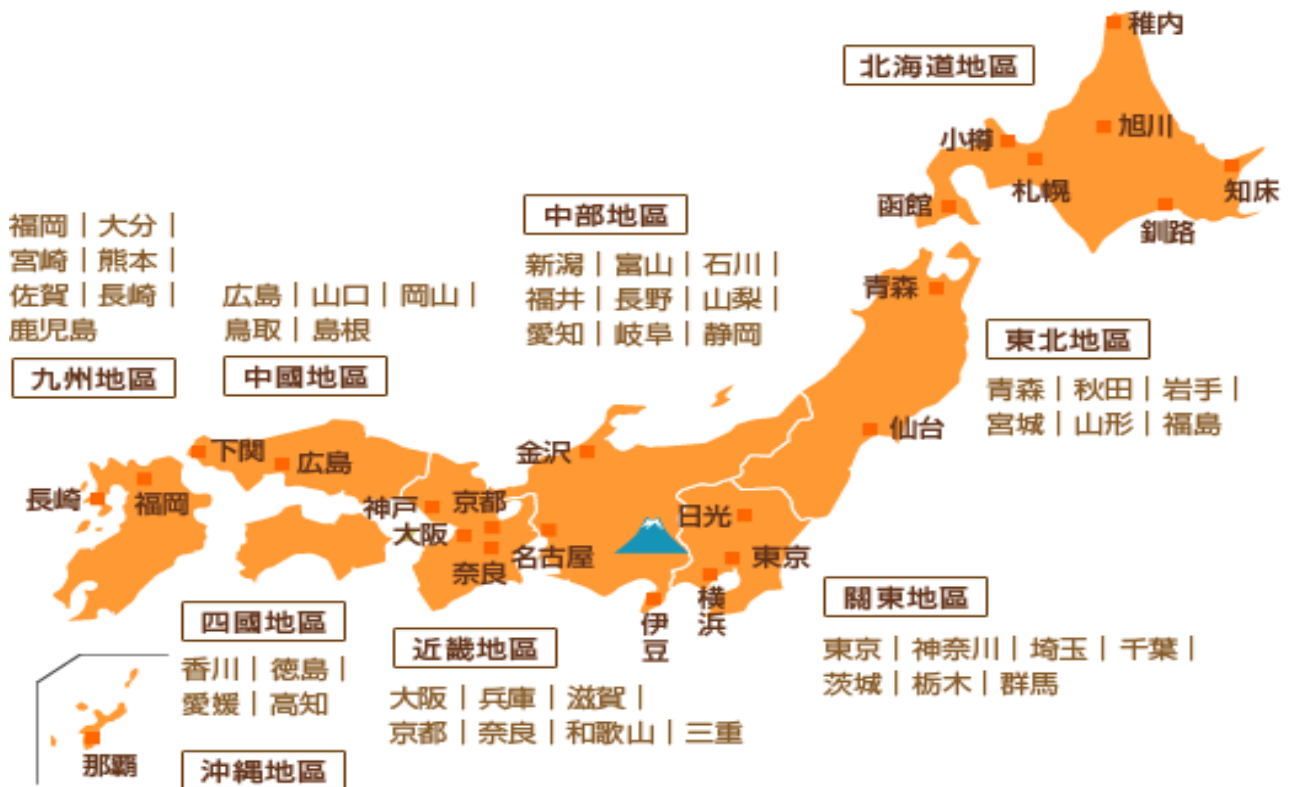 稚内
北海道地區
旭川
小樽
札幌
知床
函館
釧路
福岡｜大分｜
宮崎｜熊本｜
佐賀｜長崎｜
鹿児島
九州地區
広島｜山口｜岡山｜
鳥取｜島根
中國地區
中部地區
新潟｜富山｜石川｜
福井｜長野｜山梨｜
愛知｜岐阜｜静岡
青森
東北地區
青森｜秋田｜岩手｜
宮城｜山形｜福島
仙台
下関
広島
金沢
長崎
福岡
神戸
京都
大阪
奈良
名古屋
日光
東京
横浜
伊豆
關東地區
東京｜神奈川｜埼玉｜千葉｜
茨城｜栃木｜群馬
四國地區
香川｜徳島｜
愛媛｜高知
近畿地區
大阪｜兵庫｜滋賀｜
京都｜奈良｜和歌山｜三重
那覇
沖縄地區